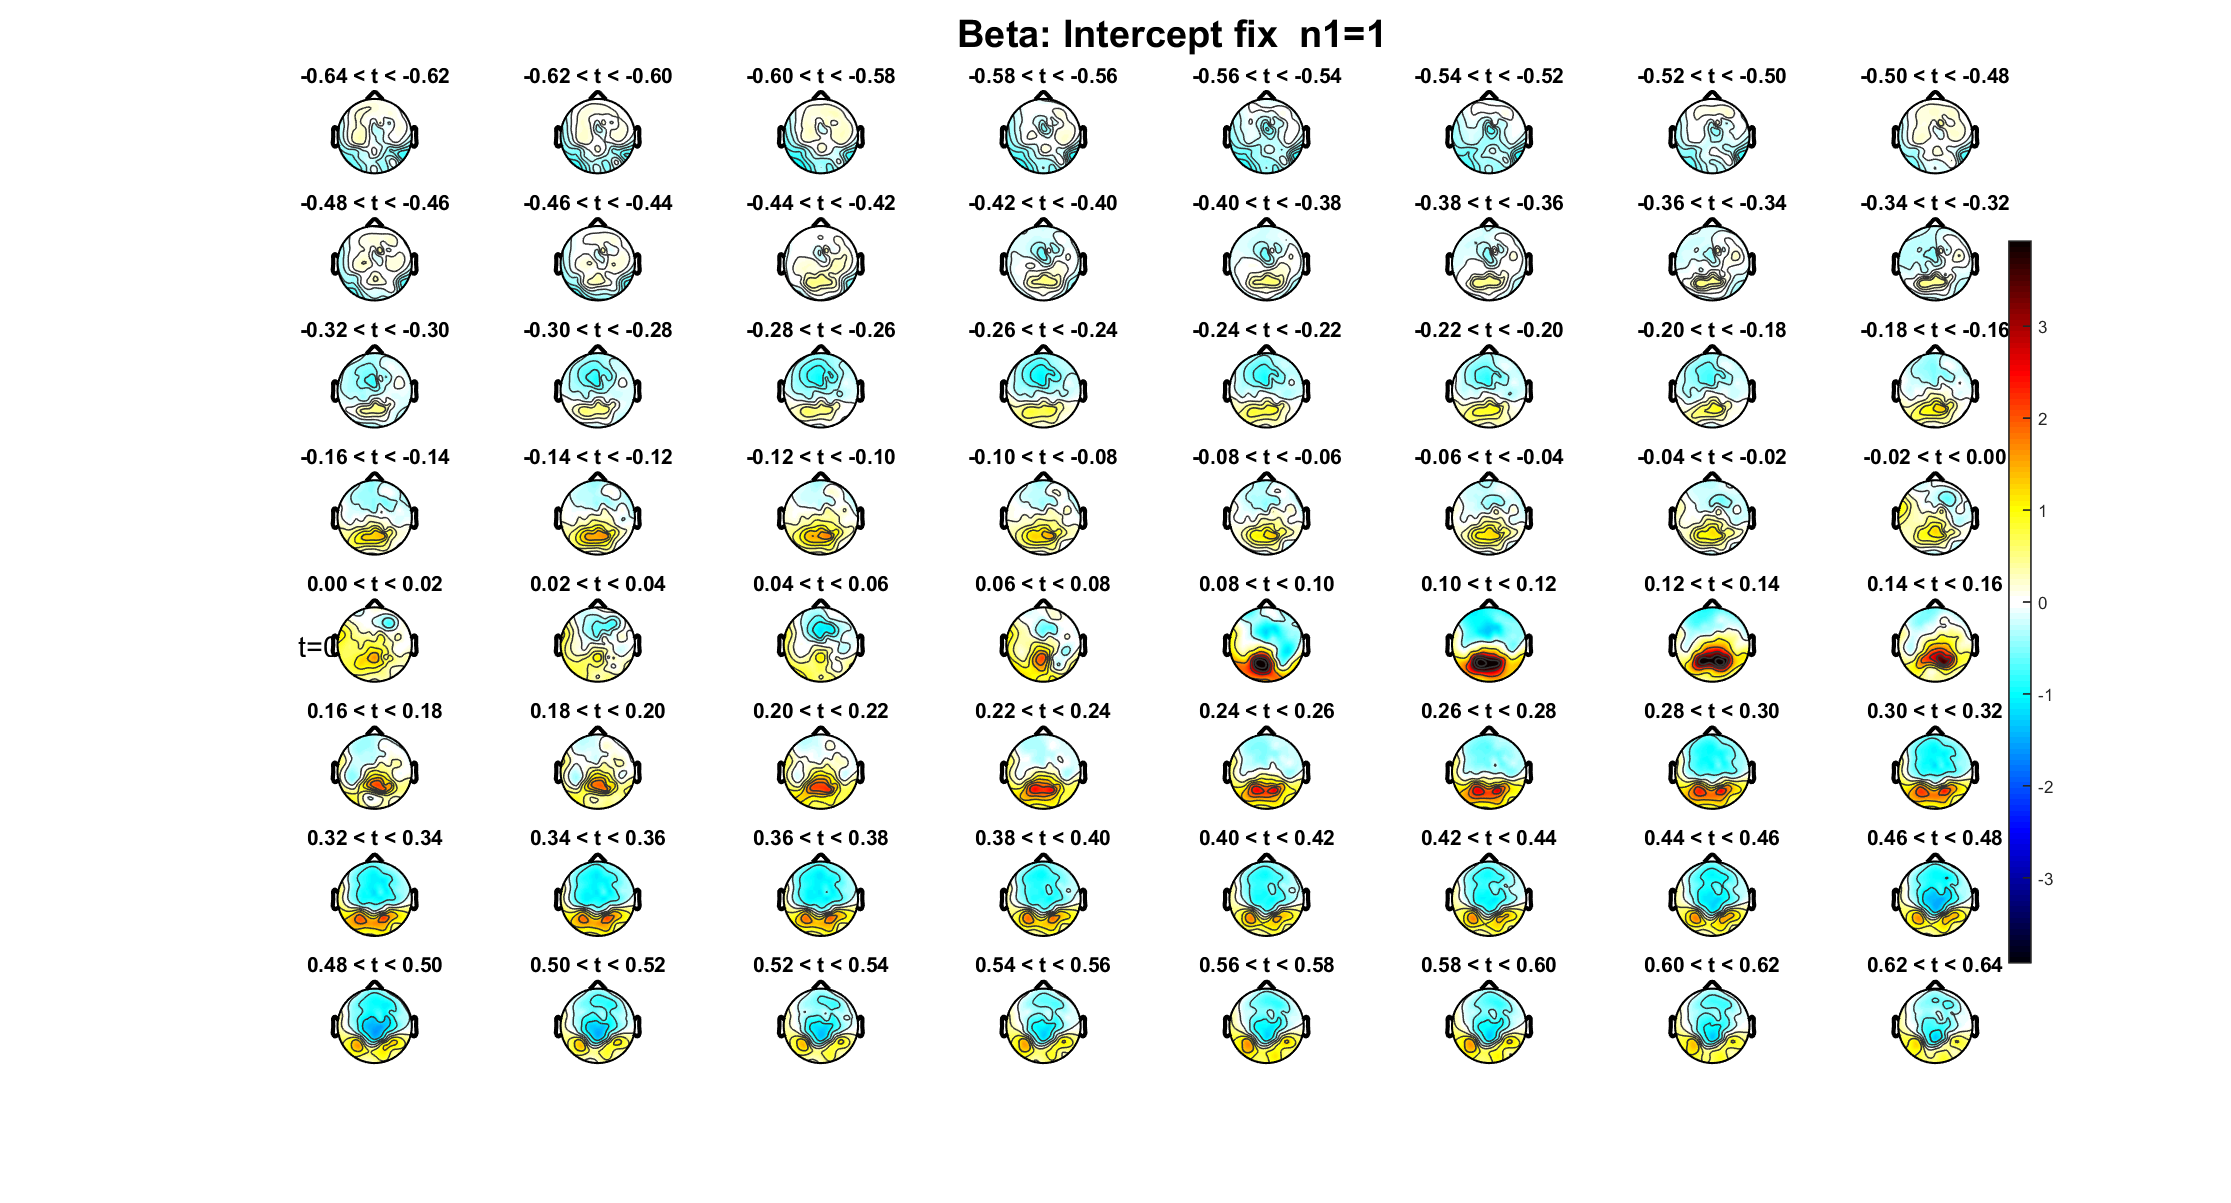 Beta: Intercept fix  n1=1
-0.64 < t < -0.62 -0.62 < t < -0.60 -0.60 < t < -0.58 -0.58 < t < -0.56 -0.56 < t < -0.54 -0.54 < t < -0.52 -0.52 < t < -0.50 -0.50 < t < -0.48
-0.48 < t < -0.46 -0.46 < t < -0.44 -0.44 < t < -0.42 -0.42 < t < -0.40 -0.40 < t < -0.38 -0.38 < t < -0.36 -0.36 < t < -0.34 -0.34 < t < -0.32
-0.32 < t < -0.30 -0.30 < t < -0.28 -0.28 < t < -0.26 -0.26 < t < -0.24 -0.24 < t < -0.22 -0.22 < t < -0.20 -0.20 < t < -0.18 -0.18 < t < -0.16
3
2
-0.16 < t < -0.14 -0.14 < t < -0.12 -0.12 < t < -0.10 -0.10 < t < -0.08 -0.08 < t < -0.06 -0.06 < t < -0.04 -0.04 < t < -0.02 -0.02 < t < 0.00
1
0.00 < t < 0.02 0.02 < t < 0.04 0.04 < t < 0.06 0.06 < t < 0.08 0.08 < t < 0.10 0.10 < t < 0.12 0.12 < t < 0.14 0.14 < t < 0.16
0
t=0
-1
0.16 < t < 0.18 0.18 < t < 0.20 0.20 < t < 0.22 0.22 < t < 0.24 0.24 < t < 0.26 0.26 < t < 0.28 0.28 < t < 0.30 0.30 < t < 0.32
-2
0.32 < t < 0.34 0.34 < t < 0.36 0.36 < t < 0.38 0.38 < t < 0.40 0.40 < t < 0.42 0.42 < t < 0.44 0.44 < t < 0.46 0.46 < t < 0.48
-3
0.48 < t < 0.50 0.50 < t < 0.52 0.52 < t < 0.54 0.54 < t < 0.56 0.56 < t < 0.58 0.58 < t < 0.60 0.60 < t < 0.62 0.62 < t < 0.64